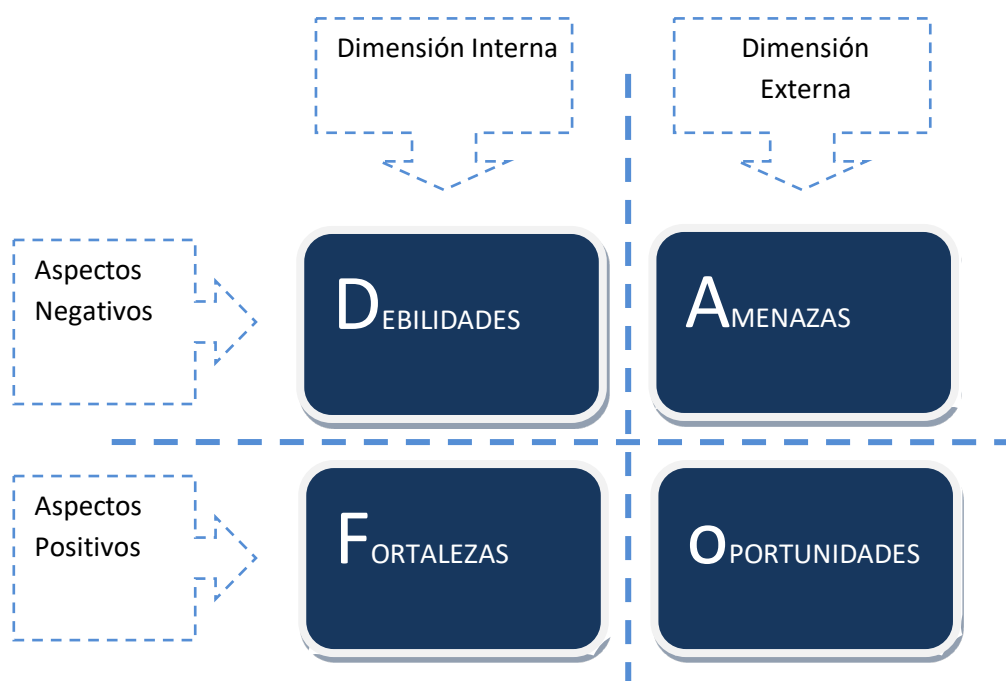 Dimensión Interna
Dimensión
Externa
Aspectos
Negativos
DEBILIDADES
AMENAZAS
Aspectos
Positivos
FORTALEZAS
OPORTUNIDADES